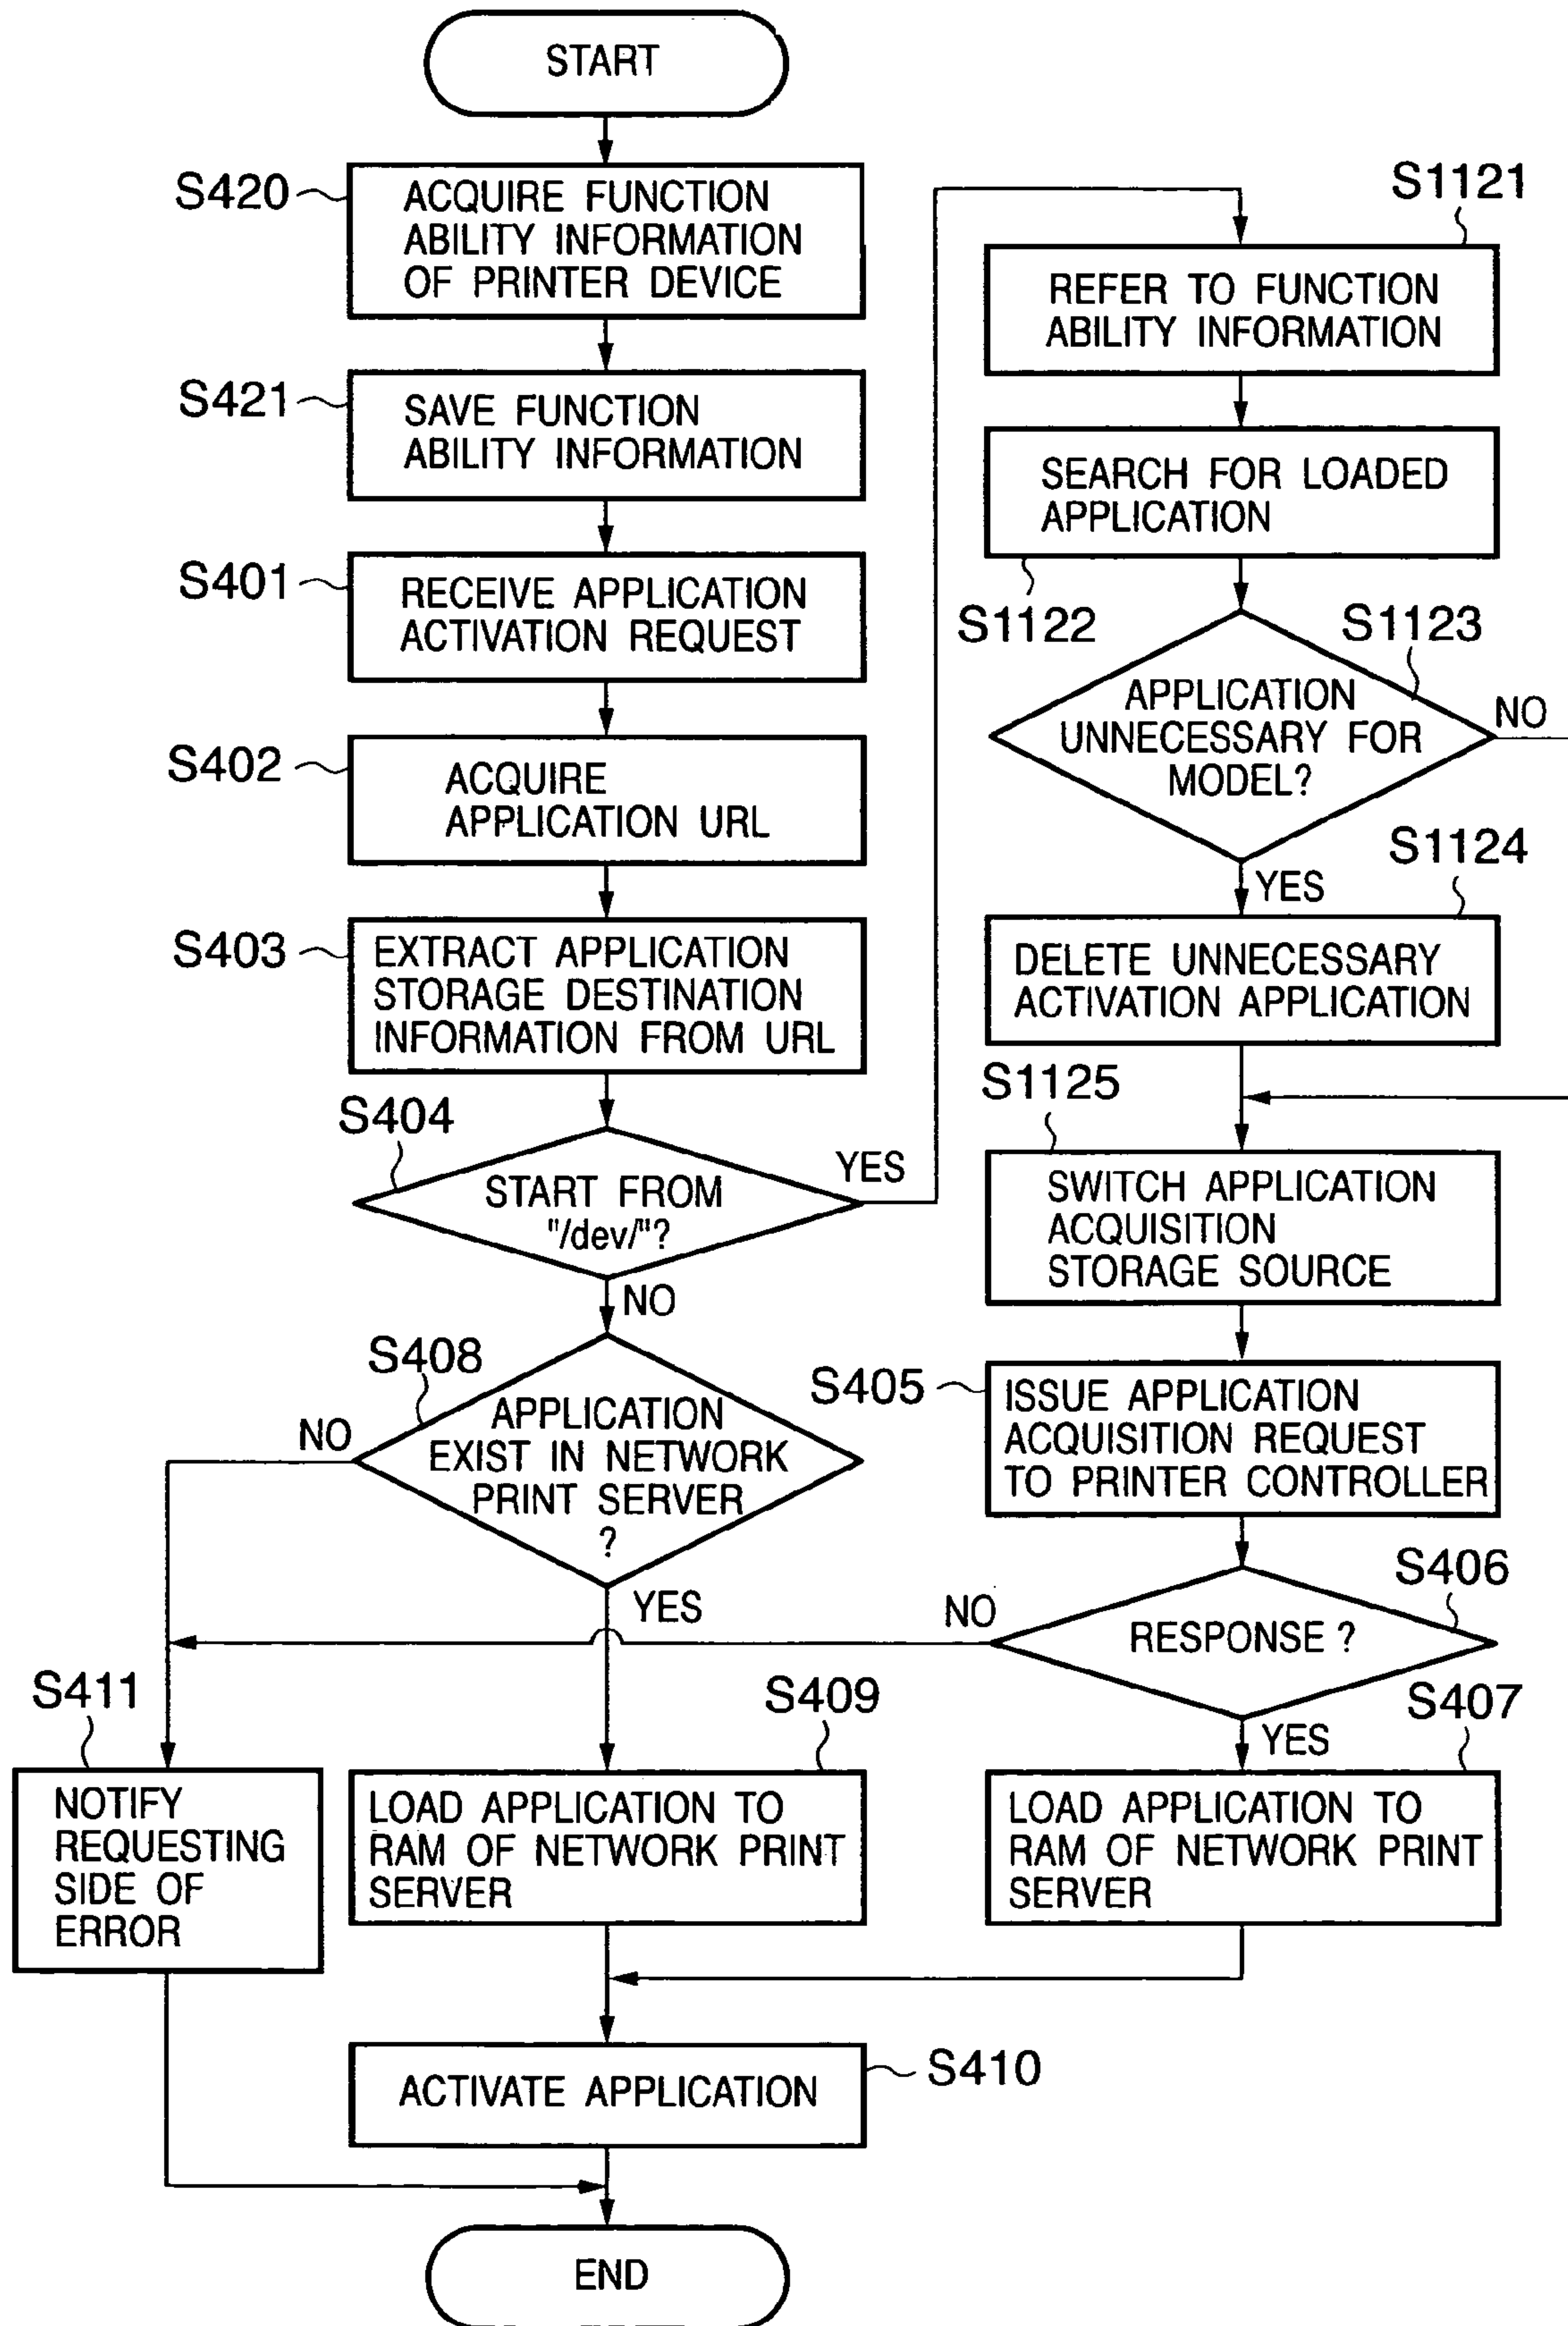 START
S420
ACQUIRE FUNCTION
ABILITY INFORMATION
OF PRINTER DEVICE
S421
SAVE FUNCTION
ABILITY INFORMATION
S401
RECEIVE APPLICATION
ACTIVATION REQUEST
S402
ACQUIRE
APPLICATION URL
S403
EXTRACT APPLICATION
STORAGE DESTINATION
INFORMATION FROM URL
S404
START FROM
"/dev/"?
YES
NO
S408
APPLICATION
EXIST IN NETWORK
PRINT SERVER
?
NO
YES
S411
NOTIFY
REQUESTING
SIDE OF
ERROR
S409
LOAD APPLICATION TO
RAM OF NETWORK PRINT
SERVER
S1121
REFER TO FUNCTION
ABILITY INFORMATION
SEARCH FOR LOADED
APPLICATION
S1122
S1123
APPLICATION
UNNECESSARY FOR
MODEL?
NO
YES
S1124
DELETE UNNECESSARY
ACTIVATION APPLICATION
S1125
SWITCH APPLICATION
ACQUISITION
STORAGE SOURCE
S405
ISSUE APPLICATION
ACQUISITION REQUEST
TO PRINTER CONTROLLER
S406
RESPONSE ?
NO
YES
S407
LOAD APPLICATION TO
RAM OF NETWORK PRINT
SERVER
ACTIVATE APPLICATION
S410
END